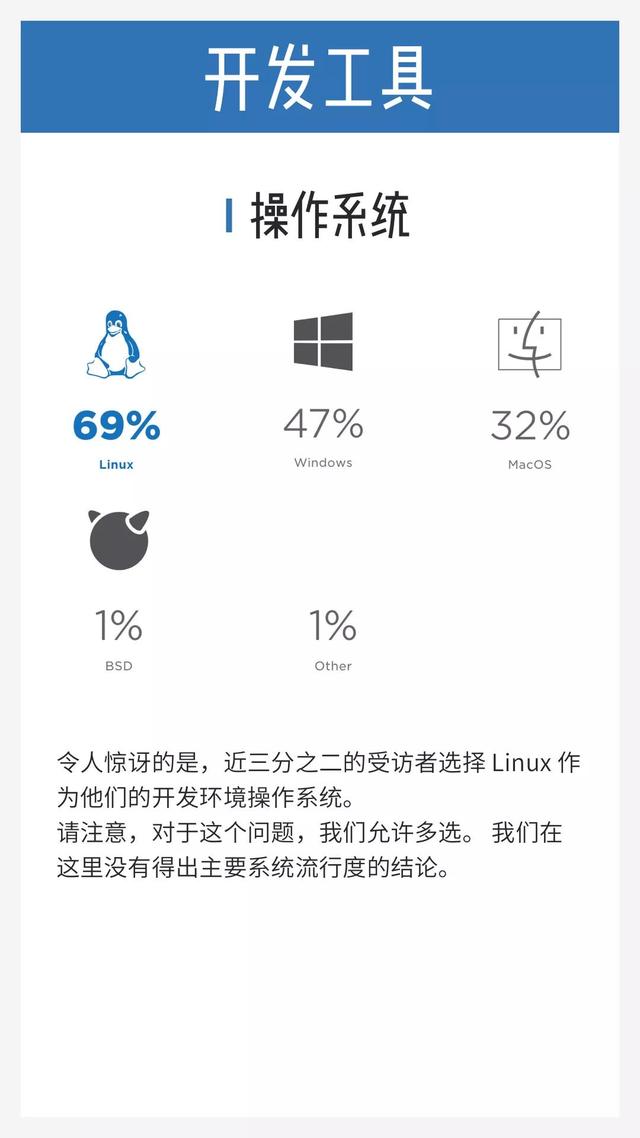 开发工具
操作系统
69% 47% 32%
Linux Windows MacOS
1% 1%
BSD Other
令人惊讶的是，近三分之二的受访者选择 Linux 作
为他们的开发环境操作系统。
请注意，对于这个问题，我们允许多选。 我们在
这里没有得出主要系统流行度的结论。